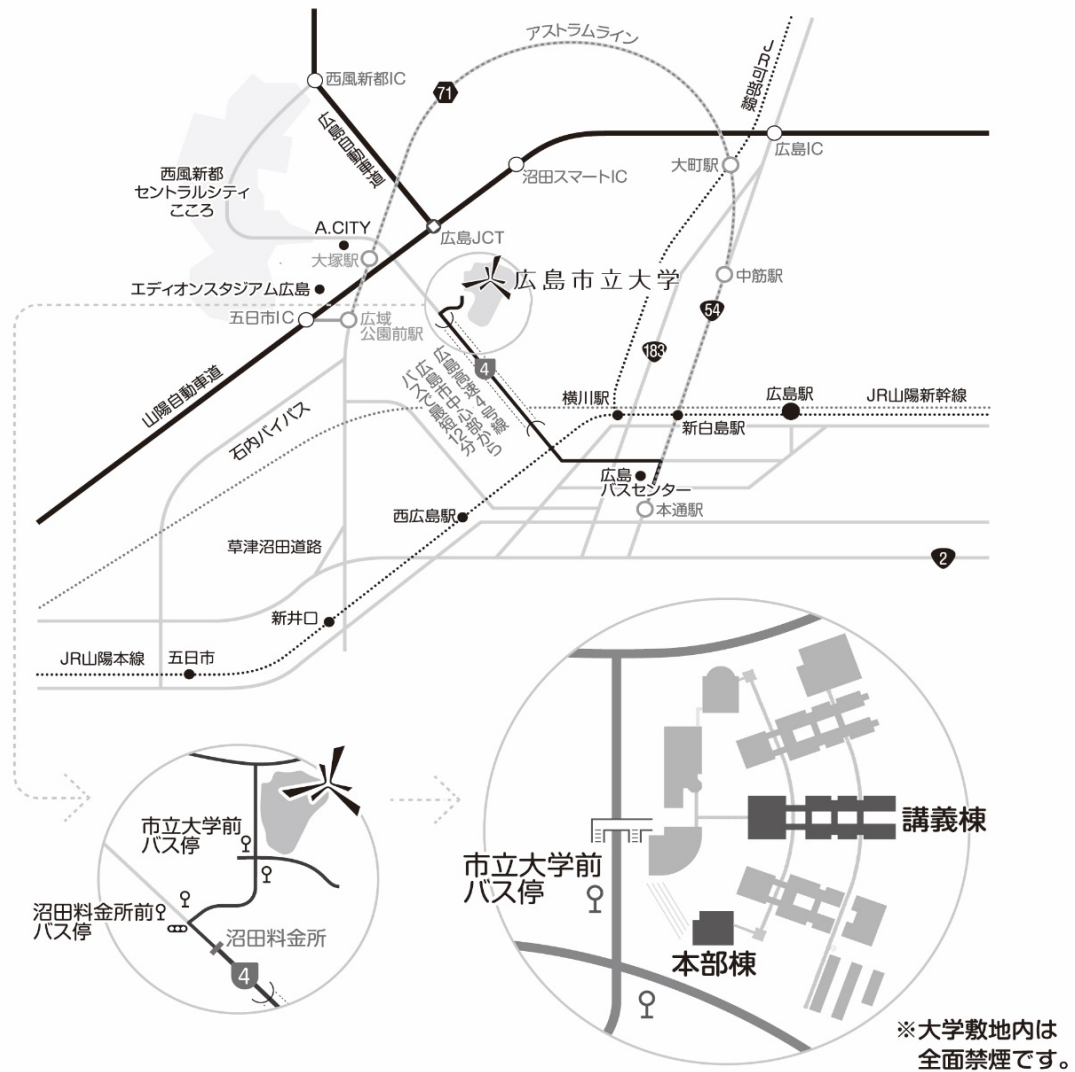 アストラムライン
JR可部線
西風新都IC
71
広島自動車道
広島IC
大町駅
沼田スマートIC
西風新都
セントラルシティ
こころ
A.CITY
広島JCT
大塚駅
広島市立大学
中筋駅
エディオンスタジアム広島
五日市IC
広域
公園前駅
54
183
4
広島高速4号線
広島市中心部から
バスで最短12分
山陽自動車道
石内バイパス
横川駅
広島駅
JR山陽新幹線
新白島駅
広島
バスセンター
本通駅
西広島駅
草津沼田道路
2
新井口
JR山陽本線
五日市
市立大学前
バス停
沼田料金所前
バス停
沼田料金所
4
講義棟
市立大学前
バス停
本部棟
※大学敷地内は
全面禁煙です。